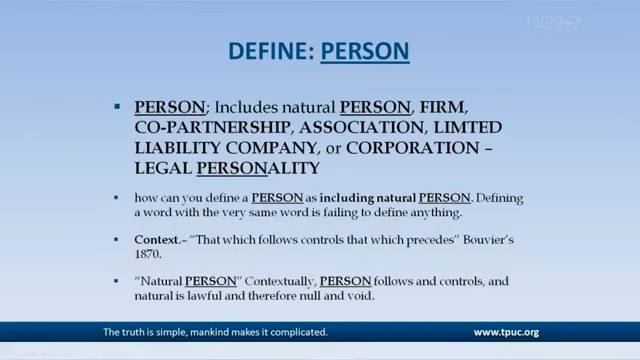 snc5
DEFINE: PERSON
PERSON; Includes natural PERSON, FIRM,
CO-PARTNERSHIP, ASSOCIATION, LIMTED
LIABILITY COMPANY, or CORPORATION –
LEGAL PERSONALITY
how can you define a PERSON as including natural PERSON. Defining
a word with the very same word is failing to define anything.
Context.– “That which follows controls that which precedes” Bouvier’s
1870.
“Natural PERSON” Contextually, PERSON follows and controls, and
natural is lawful and therefore null and void.
The truth is simple, mankind makes it complicated.
www.tpuc.org